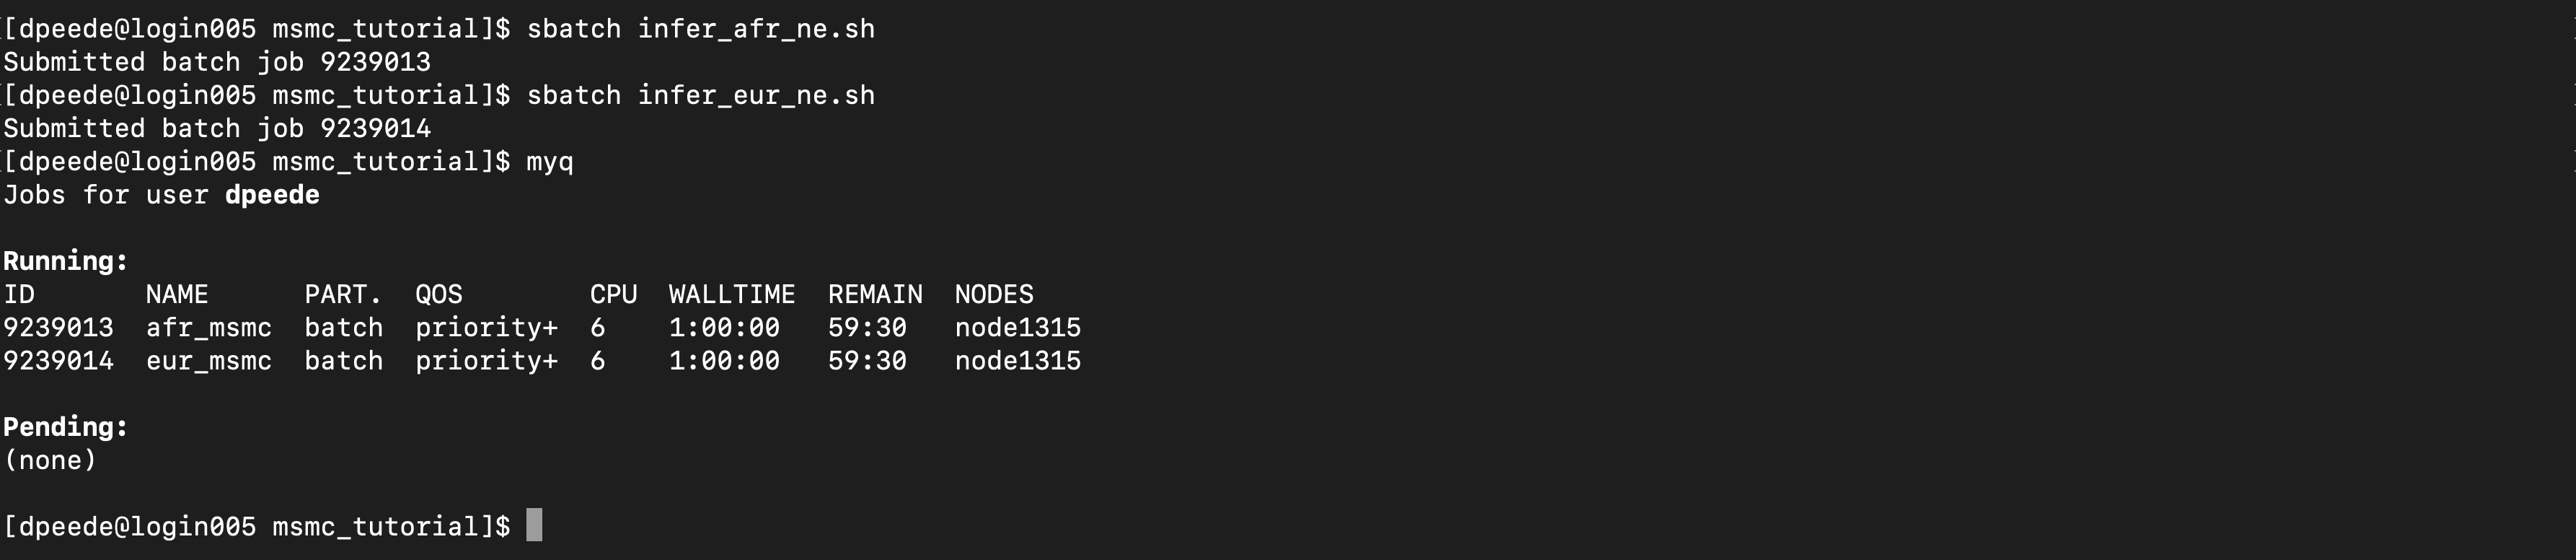 [dpeede@login005 msmc_tutorial]$ sbatch infer_afr_ne.sh
Submitted batch job 9239013
[dpeede@login005 msmc_tutorial]$ sbatch infer_eur_ne.sh
Submitted batch job 9239014
[dpeede@login005 msmc_tutorial]$ myq
Jobs for user dpeede
Running:
ID       NAME      PART.  QOS        CPU  WALLTIME  REMAIN  NODES
9239013  afr_msmc  batch  priority+  6    1:00:00   59:30   node1315
9239014  eur_msmc  batch  priority+  6    1:00:00   59:30   node1315
Pending:
(none)
[dpeede@login005 msmc_tutorial]$